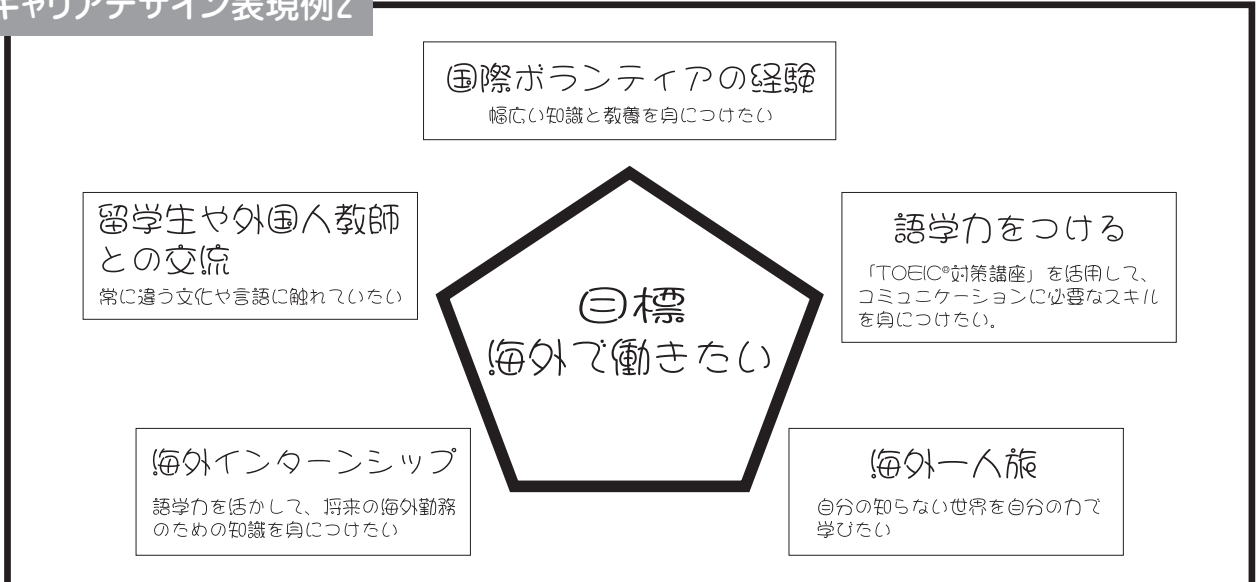 キャリアデザイン表現例2
国際ボランティアの経験
幅広い知識と教養を身につけたい
留学生や外国人教師
との交流
常に違う文化や言語に触れていたい
語学力をつける
「TOEIC®対策講座」を活用して、
コミュニケーションに必要なスキル
を身につけたい。
目標
海外で働きたい
海外インターンシップ
語学力を活かして、将来の海外勤務
のための知識を身につけたい
海外一人旅
自分の知らない世界を自分の力で
学びたい